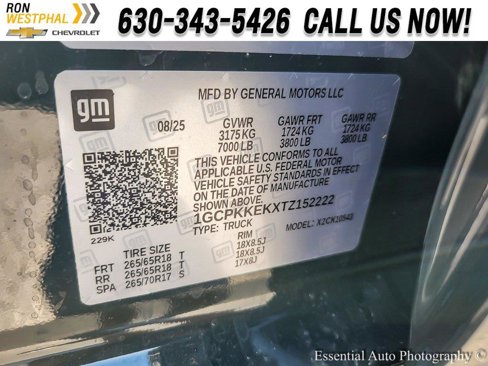 RON
WESTPHAL
CHEVROLET
630-343-5426 CALL US NOW!
gm
MFD BY GENERAL MOTORS LLC
08/25 GVWR GAWR FRT GAWR RR
3175 KG 1724 KG 1724 KG
7000 LB 3800 LB 3800 LB
THIS VEHICLE CONFORMS TO ALL
APPLICABLE U.S. FEDERAL MOTOR
VEHICLE SAFETY STANDARDS IN EFFECT
ON THE DATE OF MANUFACTURE
SHOWN ABOVE.
1GCPKKEKXTZ152222
TYPE: TRUCK MODEL: X2CK10543
229K
TIRE SIZE RIM
FRT 265/65R18 T 18X8.5J
RR 265/65R18 T 18X8.5J
SPA 265/70R17 S 17X8J
Essential Auto Photography ©